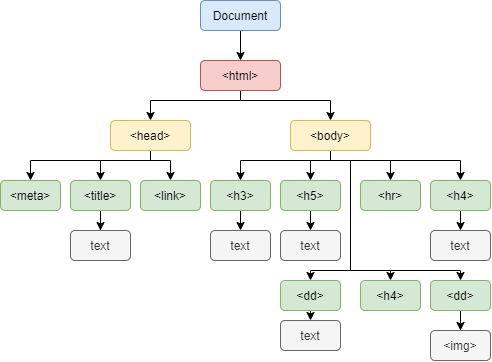 Document
<html>
<head> <body>
<meta> <title> <link> <h3> <h5> <hr> <h4>
text text text text
<dd> <h4> <dd>
text <img>